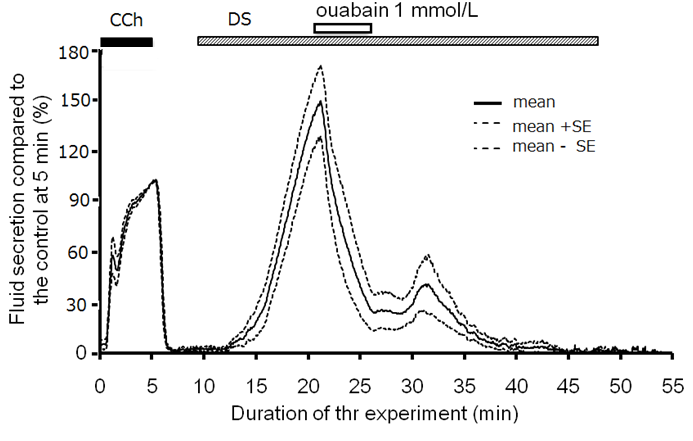 ouabain 1 mmol/L
CCh
DS
180
150
120
90
60
30
0
Fluid secretion compared to
the control at 5 min (%)
mean
mean +SE
mean - SE
0 5 10 15 20 25 30 35 40 45 50 55
Duration of thr experiment (min)